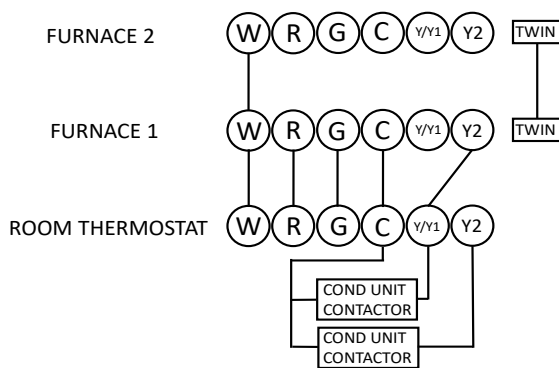 FURNACE 2 W R G C Y/Y1 Y2 TWIN
FURNACE 1 W R G C Y/Y1 Y2 TWIN
ROOM THERMOSTAT W R G C Y/Y1 Y2
COND UNIT
CONTACTOR
COND UNIT
CONTACTOR